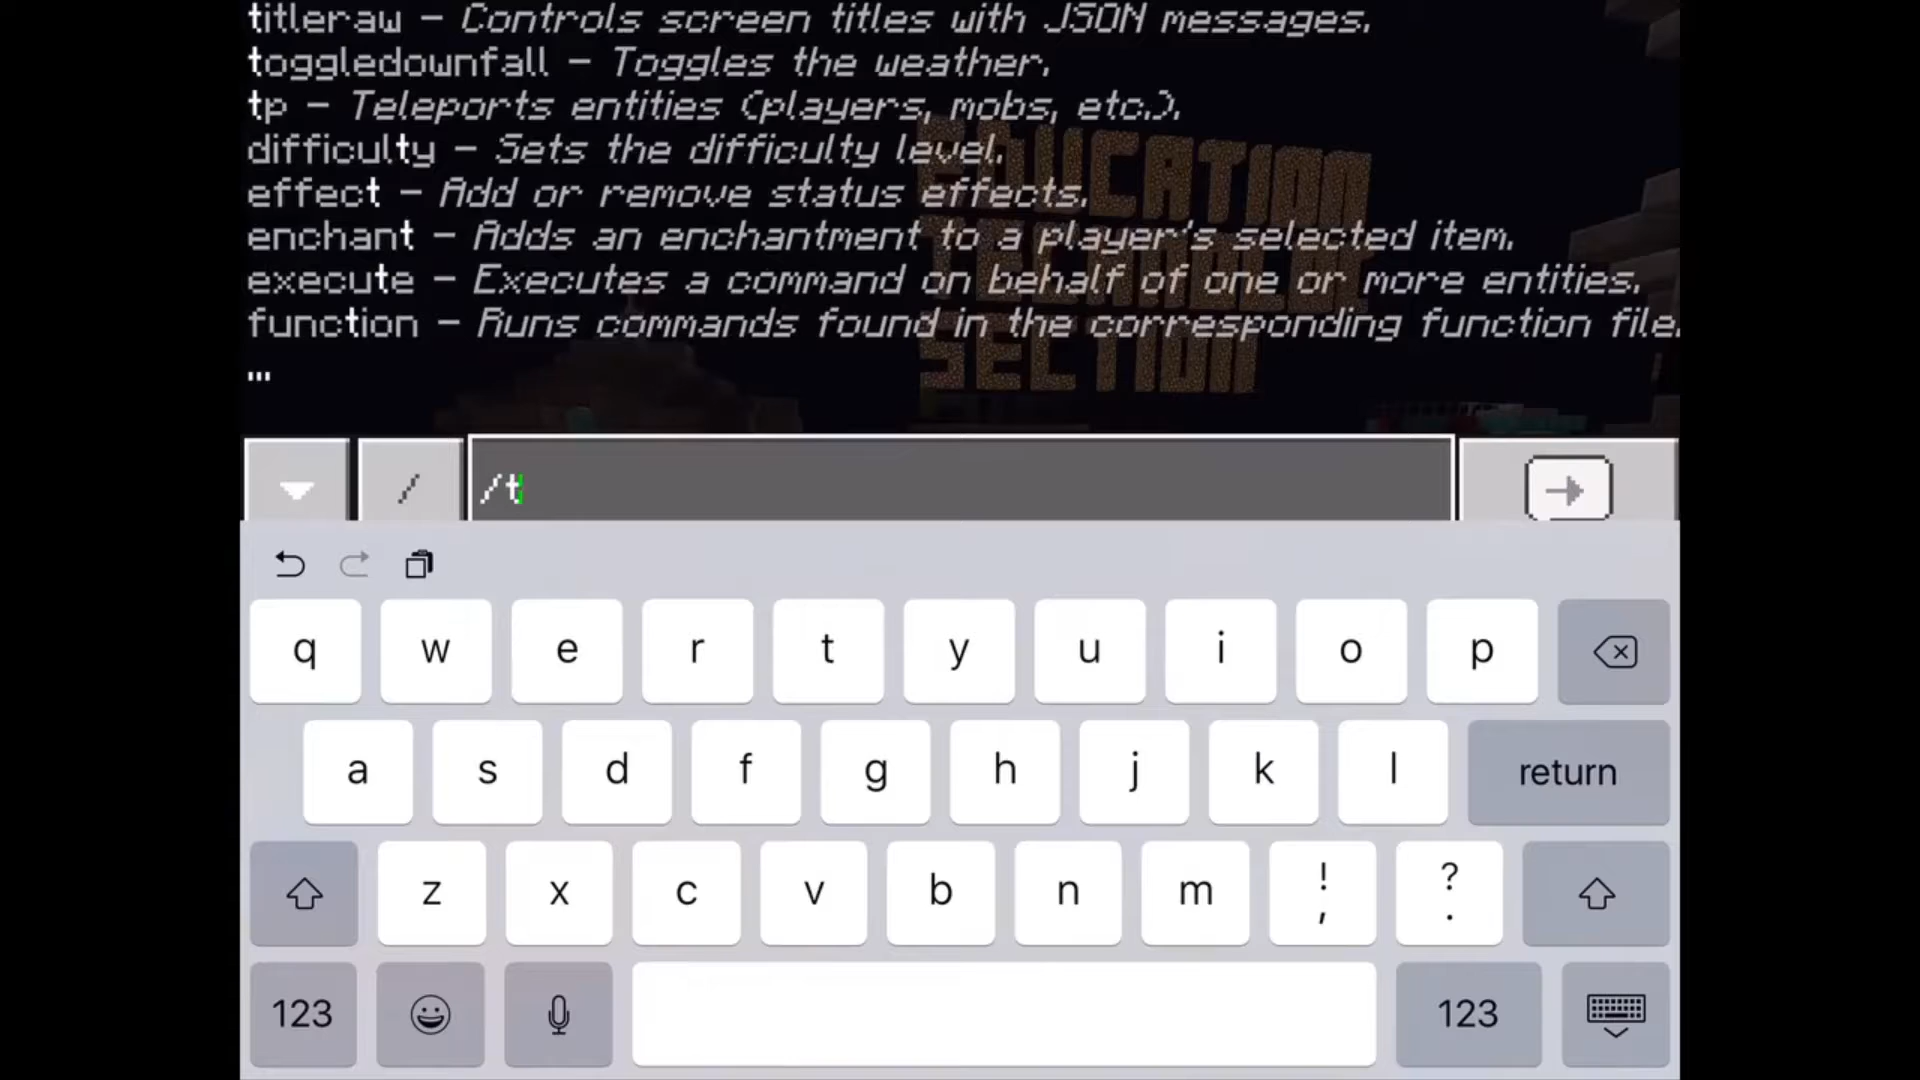 titleraw – Controls screen titles with JSON messages.
toggledownfall – Toggles the weather.
tp – Teleports entities (players, mobs, etc.).
difficulty – Sets the difficulty level.
effect – Add or remove status effects.
enchant – Adds an enchantment to a player's selected item.
execute – Executes a command on behalf of one or more entities.
function – Runs commands found in the corresponding function file.
...
EDUCATION
SECTION
/ /t
q w e r t y u i o p
a s d f g h j k l return
z x c v b n m ! , ? .
123 123